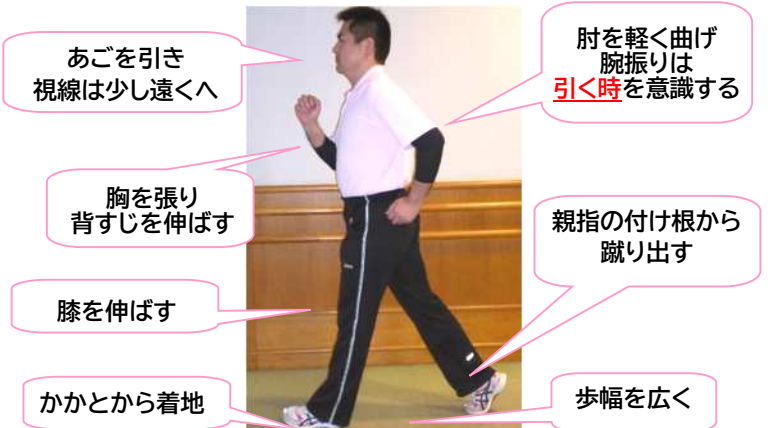 あごを引き
視線は少し遠くへ
肘を軽く曲げ
腕振りは
引く時を意識する
胸を張り
背すじを伸ばす
親指の付け根から
蹴り出す
膝を伸ばす
かかとから着地
歩幅を広く